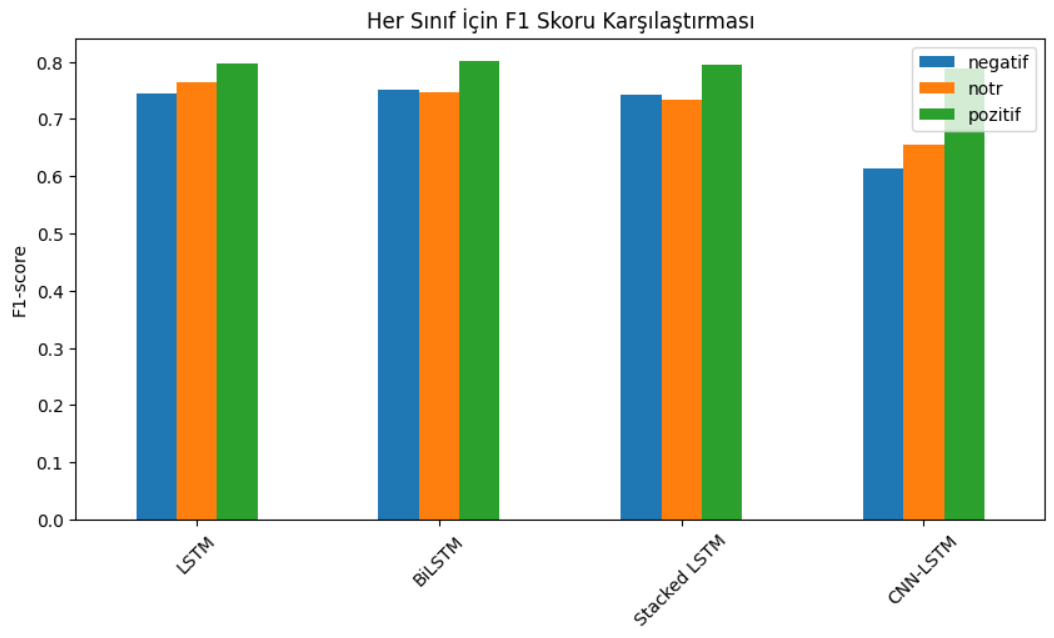 Her Sınıf İçin F1 Skoru Karşılaştırması
negatif
notr
pozitif
F1-score
0.8
0.7
0.6
0.5
0.4
0.3
0.2
0.1
0.0
LSTM
BiLSTM
Stacked LSTM
CNN-LSTM